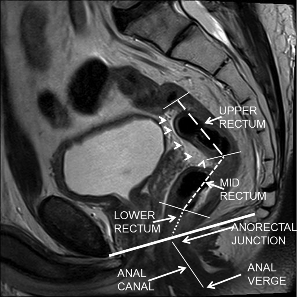 UPPER
RECTUM
MID
RECTUM
LOWER
RECTUM
ANORECTAL
JUNCTION
ANAL
CANAL
ANAL
VERGE